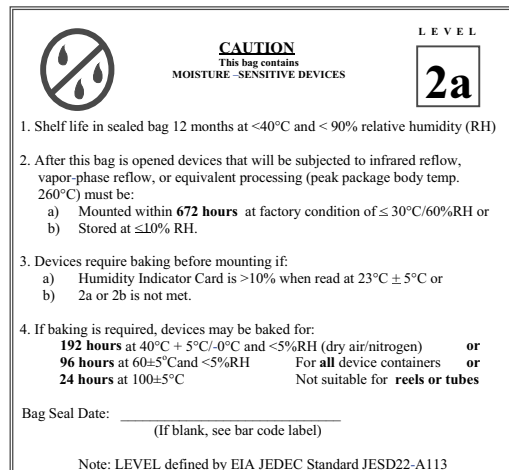 LEVEL
CAUTION
This bag contains
MOISTURE –SENSITIVE DEVICES
2a
1. Shelf life in sealed bag 12 months at <40°C and < 90% relative humidity (RH)
2. After this bag is opened devices that will be subjected to infrared reflow,
vapor-phase reflow, or equivalent processing (peak package body temp.
260°C) must be:
a) Mounted within 672 hours at factory condition of ≤ 30°C/60%RH or
b) Stored at ≤10% RH.
3. Devices require baking before mounting if:
a) Humidity Indicator Card is >10% when read at 23°C ± 5°C or
b) 2a or 2b is not met.
4. If baking is required, devices may be baked for:
192 hours at 40°C + 5°C/-0°C and <5%RH (dry air/nitrogen) or
96 hours at 60±5°Cand <5%RH For all device containers or
24 hours at 100±5°C Not suitable for reels or tubes
Bag Seal Date: ______________________________
(If blank, see bar code label)
Note: LEVEL defined by EIA JEDEC Standard JESD22-A113